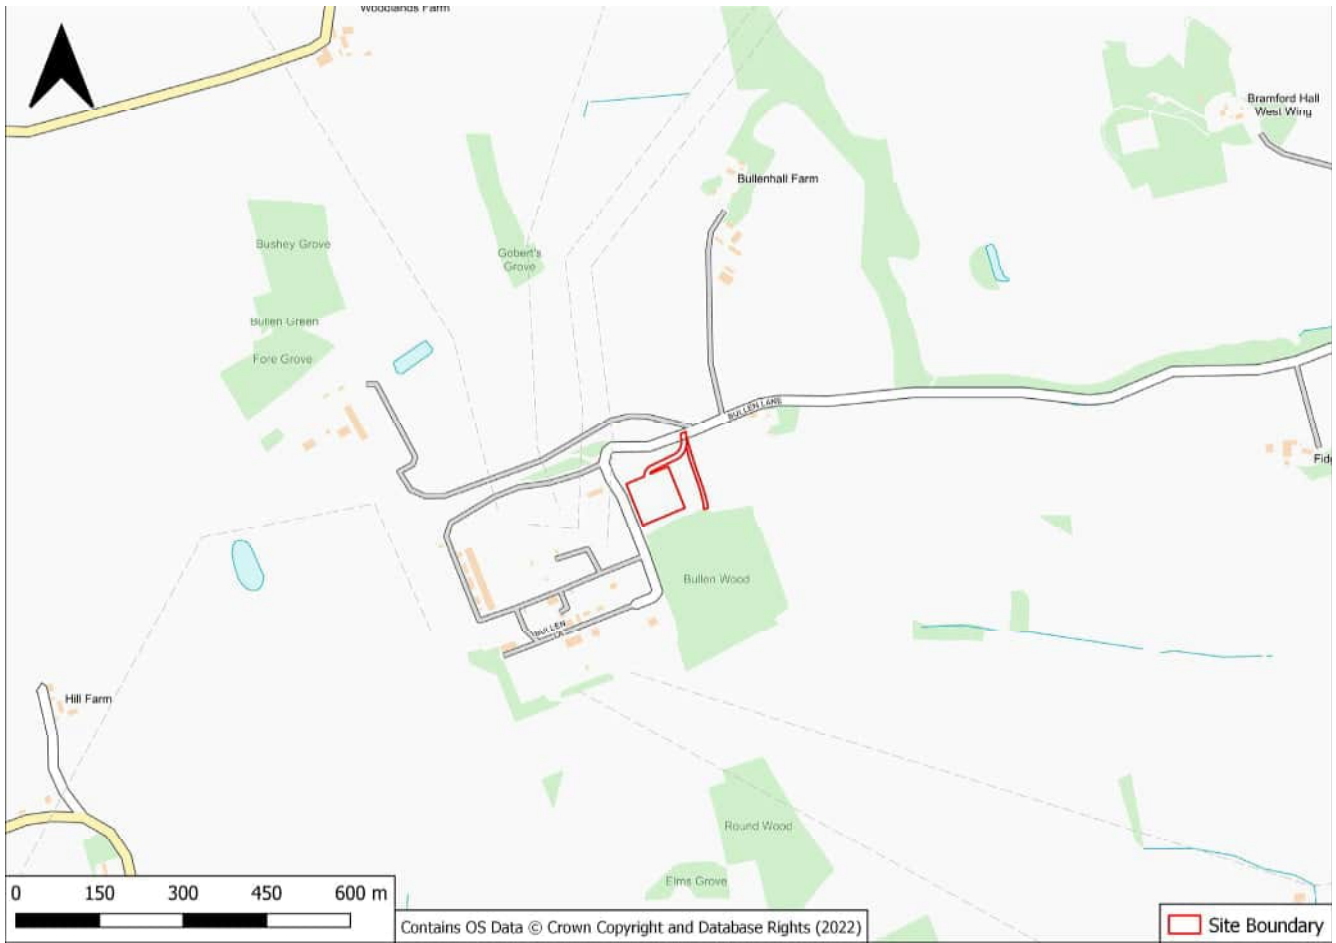 Woodlands Farm
Bramford Hall
West Wing
Bullenhall Farm
Bushey Grove
Gobert's
Grove
Bullen Green
Fore Grove
BULLEN LANE
Bullen Wood
BULLEN
LA
Hill Farm
Round Wood
Elms Grove
0 150 300 450 600 m
Contains OS Data © Crown Copyright and Database Rights (2022)
Site Boundary